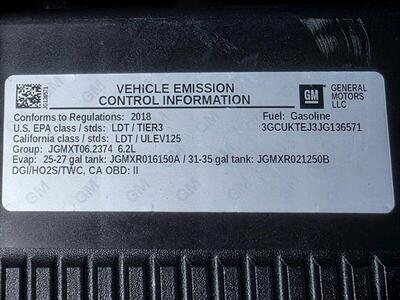 JG136571
VEHICLE EMISSION
CONTROL INFORMATION
GM
GENERAL
MOTORS
LLC
Conforms to Regulations: 2018 Fuel: Gasoline
U.S. EPA class / stds: LDT / TIER3 3GCUKTEJ3JG136571
California class / stds: LDT / ULEV125
Group: JGMXT06.2374 6.2L
Evap: 25-27 gal tank: JGMXR016150A / 31-35 gal tank: JGMXR021250B
DGI/HO2S/TWC, CA OBD: II